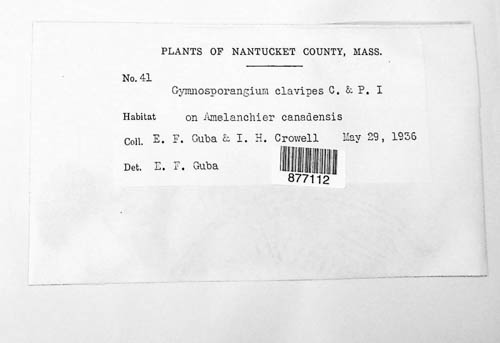 PLANTS OF NANTUCKET COUNTY, MASS.
No. 41
Gymnosporangium clavipes C. & P. I
Habitat on Amelanchier canadensis
Coll. E. F. Guba & I. H. Crowell May 29, 1936
Det. E. F. Guba
877112